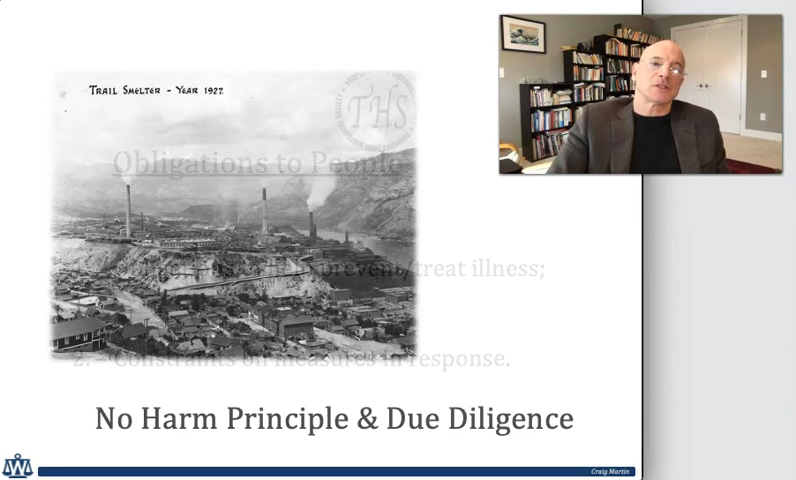 TRAIL SMELTER - YEAR 1927
THS
Obligations to People
prevent/treat illness;
2. – Constraints on measures in response.
No Harm Principle & Due Diligence
W
Craig Martin